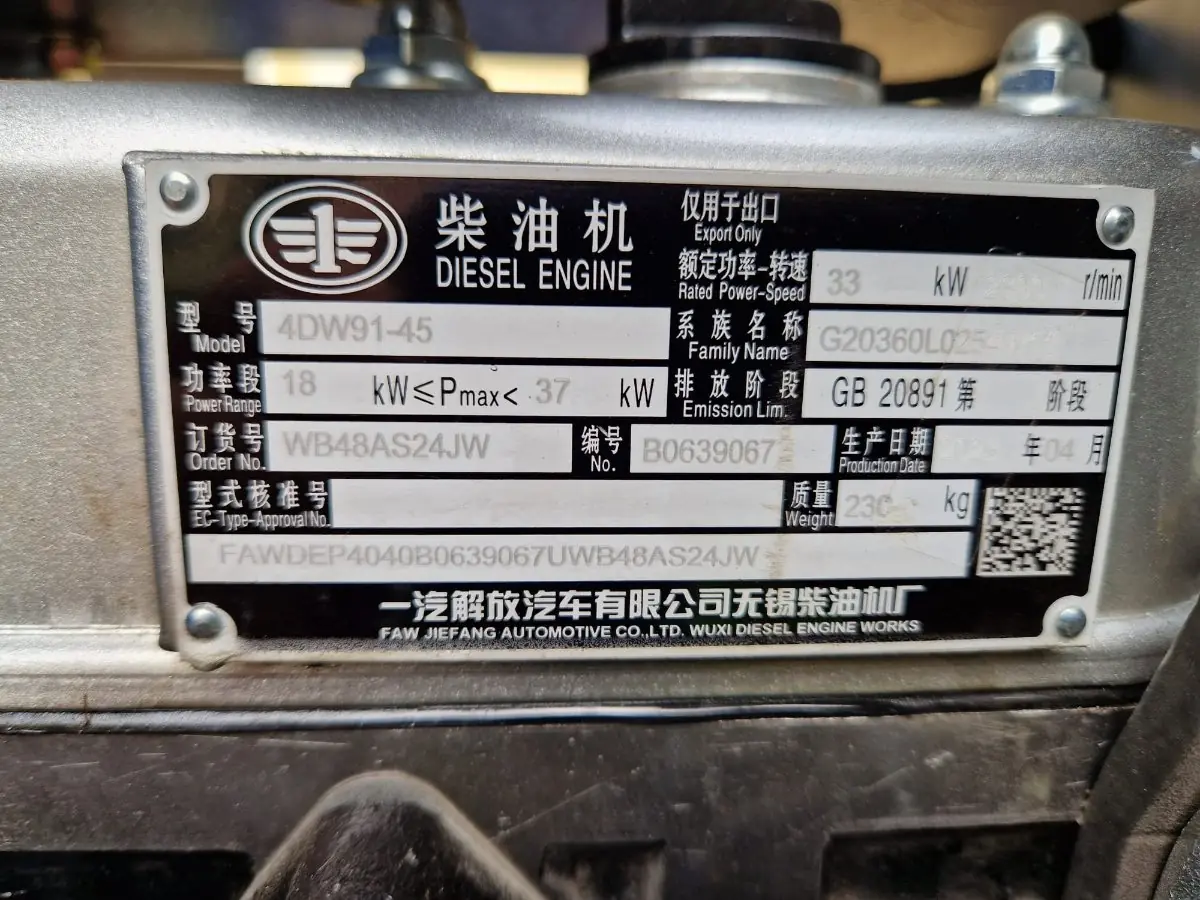 柴油机
DIESEL ENGINE
仅用于出口
Export Only
额定功率-转速 33 kW r/min
Rated Power-Speed
型号 4DW91-45
Model
系族名称 G20360L025
Family Name
功率段 18 kW≤Pmax< 37 kW
Power Range
排放阶段 GB 20891 第 阶段
Emission Lim.
订货号 WB48AS24JW
Order No.
编号 B0639067
No.
生产日期 年 04 月
Production Date
型式核准号
EC-Type-Approval No.
质量 230 kg
Weight
FAWDEP4040B0639067UWB48AS24JW
一汽解放汽车有限公司无锡柴油机厂
FAW JIEFANG AUTOMOTIVE CO.,LTD. WUXI DIESEL ENGINE WORKS